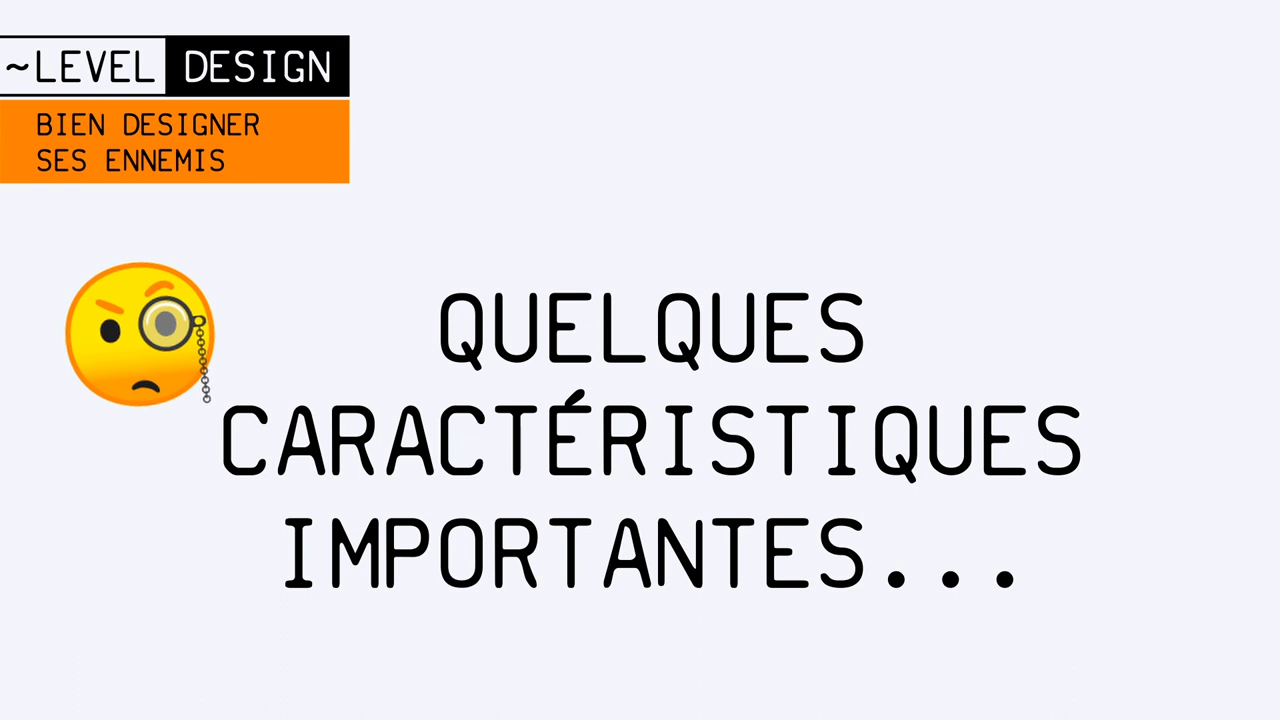 ~LEVEL DESIGN
BIEN DESIGNER
SES ENNEMIS
QUELQUES
CARACTÉRISTIQUES
IMPORTANTES...